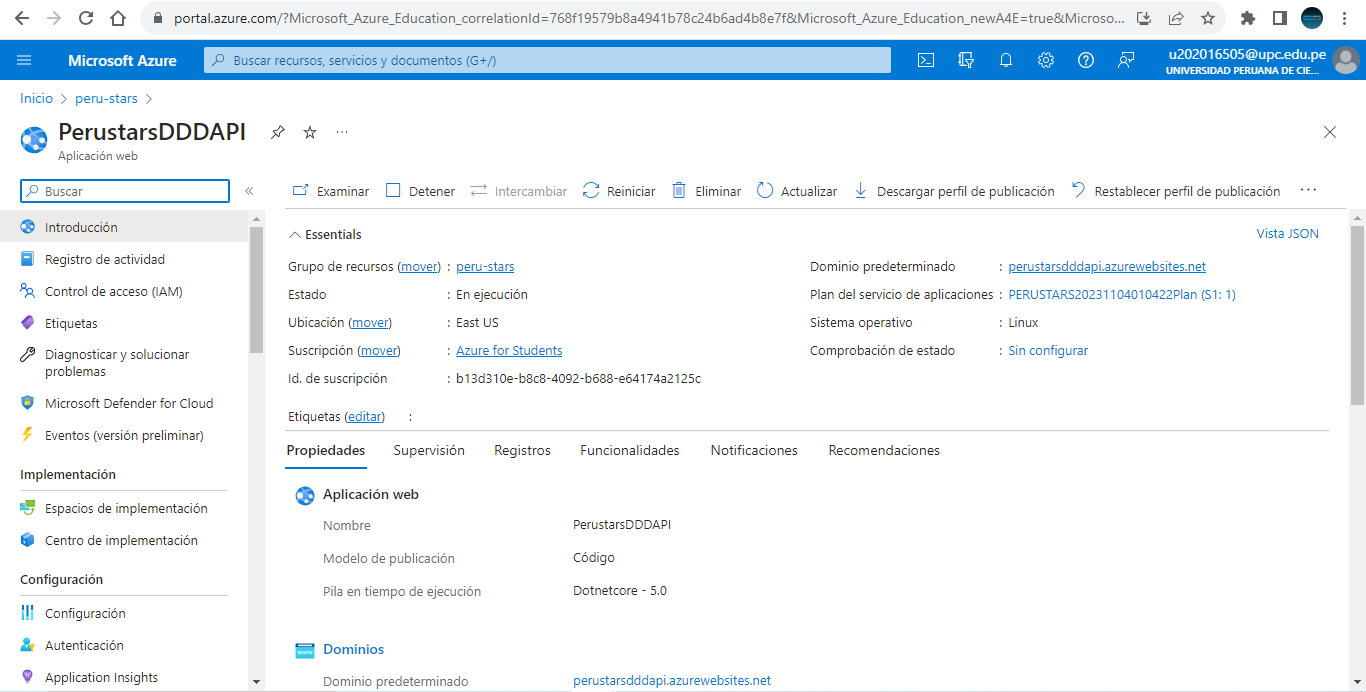 portal.azure.com/?Microsoft_Azure_Education_correlationId=768f19579b8a4941b78c24b6ad4b8e7f&Microsoft_Azure_Education_newA4E=true&Microso...
Microsoft Azure
Buscar recursos, servicios y documentos (G+/)
u202016505@upc.edu.pe
UNIVERSIDAD PERUANA DE CIE...
Inicio > peru-stars >
PerustarsDDDAPI
Aplicación web
Buscar
Examinar Detener Intercambiar Reiniciar Eliminar Actualizar Descargar perfil de publicación Restablecer perfil de publicación
Introducción
Registro de actividad
Control de acceso (IAM)
Etiquetas
Diagnosticar y solucionar
problemas
Microsoft Defender for Cloud
Eventos (versión preliminar)
Implementación
Espacios de implementación
Centro de implementación
Configuración
Configuración
Autenticación
Application Insights
Essentials
Vista JSON
Grupo de recursos (mover) : peru-stars
Estado : En ejecución
Ubicación (mover) : East US
Suscripción (mover) : Azure for Students
Id. de suscripción : b13d310e-b8c8-4092-b688-e64174a2125c
Dominio predeterminado : perustarsdddapi.azurewebsites.net
Plan del servicio de aplicaciones : PERUSTARS20231104010422Plan (S1: 1)
Sistema operativo : Linux
Comprobación de estado : Sin configurar
Etiquetas (editar) :
Propiedades Supervisión Registros Funcionalidades Notificaciones Recomendaciones
Aplicación web
Nombre PerustarsDDDAPI
Modelo de publicación Código
Pila en tiempo de ejecución Dotnetcore - 5.0
Dominios
Dominio predeterminado perustarsdddapi.azurewebsites.net